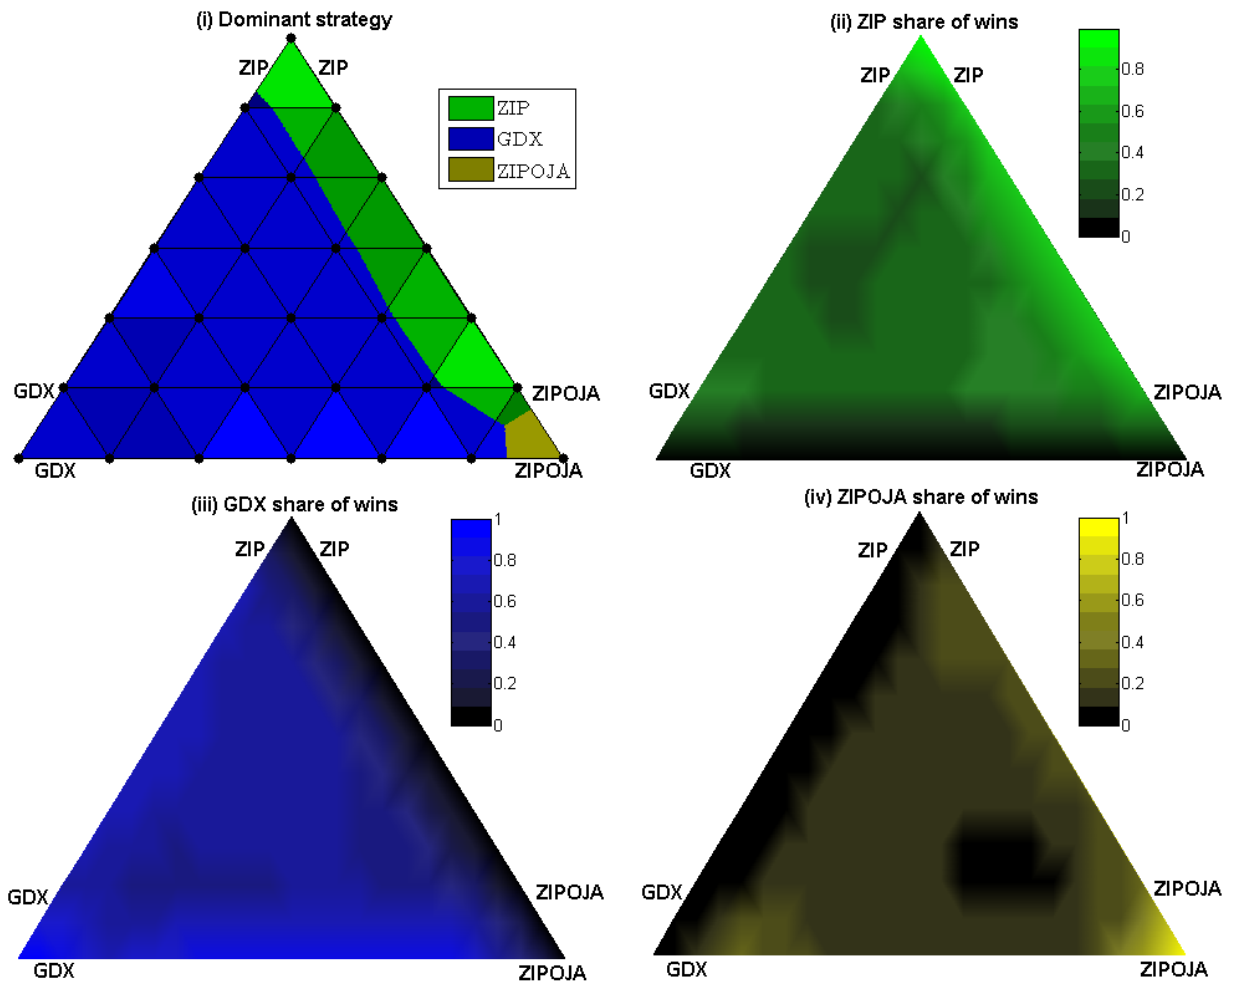 (i) Dominant strategy
ZIP ZIP
ZIP
GDX
ZIPOJA
GDX
ZIPOJA
GDX
ZIPOJA
(ii) ZIP share of wins
ZIP ZIP
0.8
0.6
0.4
0.2
0
GDX
ZIPOJA
GDX
ZIPOJA
(iii) GDX share of wins
ZIP ZIP
1
0.8
0.6
0.4
0.2
0
GDX
ZIPOJA
GDX
ZIPOJA
(iv) ZIPOJA share of wins
ZIP ZIP
1
0.8
0.6
0.4
0.2
0
GDX
ZIPOJA
GDX
ZIPOJA